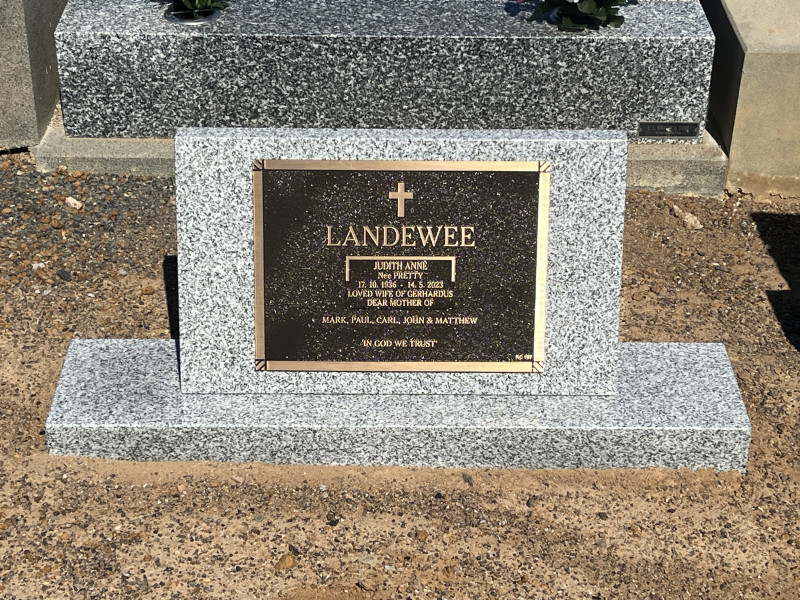 LANDEWEE
JUDITH ANNE
Nee PRETTY
17. 10. 1936 - 14. 5. 2023
LOVED WIFE OF GERHARDUS
DEAR MOTHER OF
MARK, PAUL, CARL, JOHN & MATTHEW
'IN GOD WE TRUST'